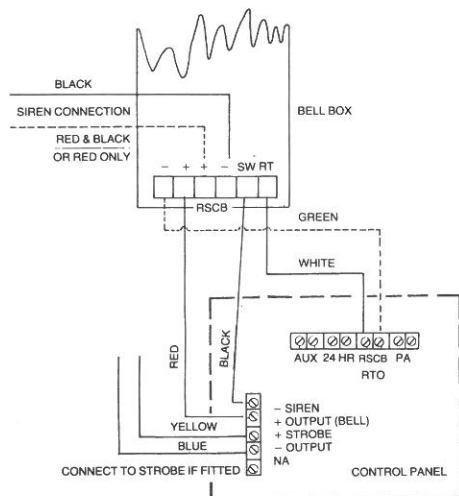 BLACK
SIREN CONNECTION
BELL BOX
RED & BLACK
OR RED ONLY
- + + - SW RT
RSCB
GREEN
WHITE
RED
BLACK
AUX 24 HR RSCB PA
RTO
- SIREN
+ OUTPUT (BELL)
YELLOW
+ STROBE
BLUE
- OUTPUT
NA
CONNECT TO STROBE IF FITTED
CONTROL PANEL